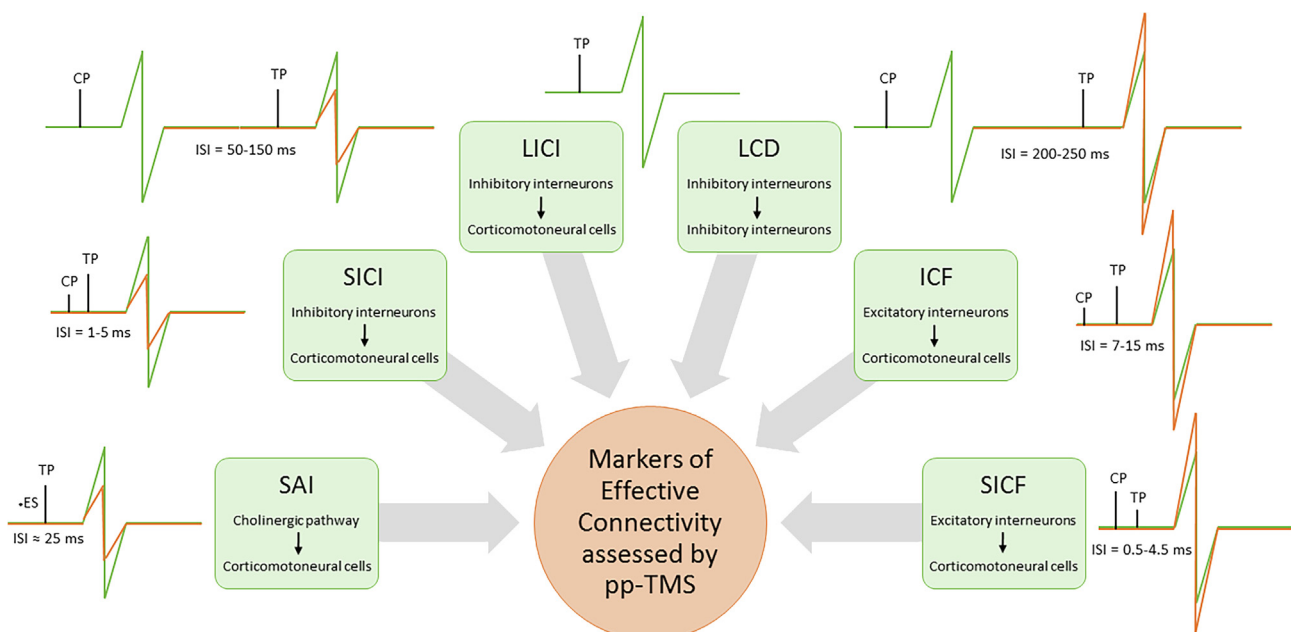 CP
TP
ISI = 50-150 ms
TP
CP
TP
ISI = 200-250 ms
LICI
Inhibitory interneurons
Corticomotoneural cells
LCD
Inhibitory interneurons
Inhibitory interneurons
CP
TP
ISI = 1-5 ms
SICI
Inhibitory interneurons
Corticomotoneural cells
ICF
Excitatory interneurons
Corticomotoneural cells
CP
TP
ISI = 7-15 ms
TP
ES
ISI ≈ 25 ms
SAI
Cholinergic pathway
Corticomotoneural cells
Markers of
Effective
Connectivity
assessed by
pp-TMS
SICF
Excitatory interneurons
Corticomotoneural cells
CP
TP
ISI = 0.5-4.5 ms